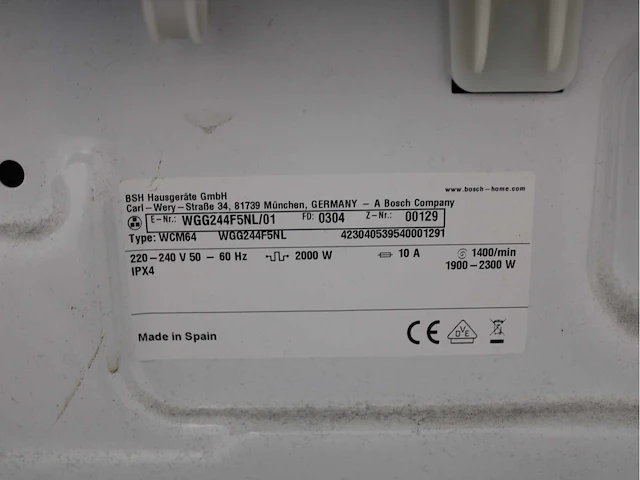 www.bosch-home.com
BSH Hausgeräte GmbH
Carl-Wery-Straße 34, 81739 München, GERMANY - A Bosch Company
E-Nr.: WGG244F5NL/01 FD: 0304 Z-Nr.: 00129
Type: WCM64 WGG244F5NL 423040539540001291
220-240 V 50 - 60 Hz 2000 W 10 A 1400/min
IPX4 1900-2300 W
Made in Spain CE DVE